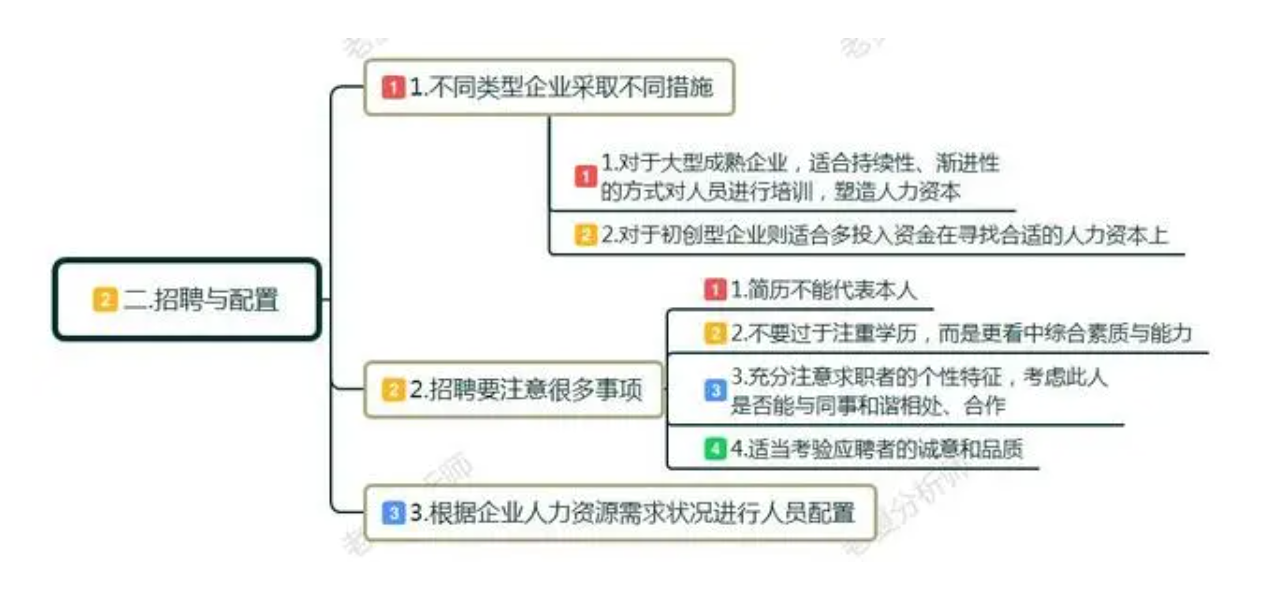 1 1.不同类型企业采取不同措施
1 1.对于大型成熟企业，适合持续性、渐进性
的方式对人员进行培训，塑造人力资本
2 2.对于初创型企业则适合多投入资金在寻找合适的人力资本上
2 二.招聘与配置
1 1.简历不能代表本人
2 2.不要过于注重学历，而是更看中综合素质与能力
2 2.招聘要注意很多事项
3 3.充分注意求职者的个性特征，考虑此人
是否能与同事和谐相处、合作
4 4.适当考验应聘者的诚意和品质
3 3.根据企业人力资源需求状况进行人员配置